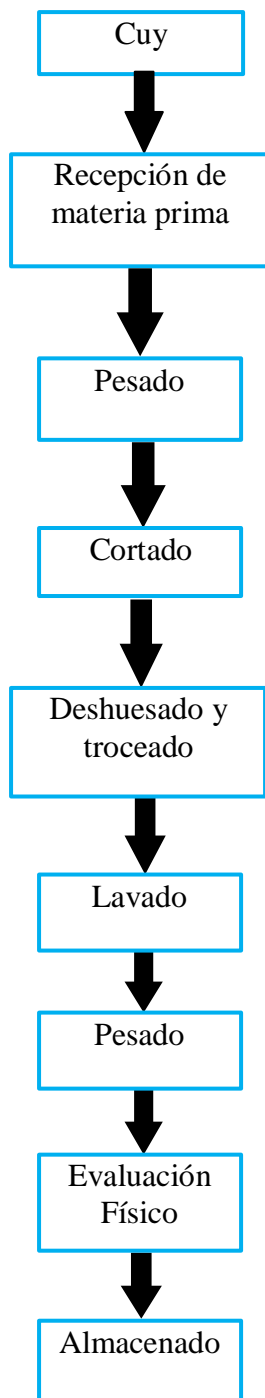 Cuy
Recepción de
materia prima
Pesado
Cortado
Deshuesado y
troceado
Lavado
Pesado
Evaluación
Físico
Almacenado